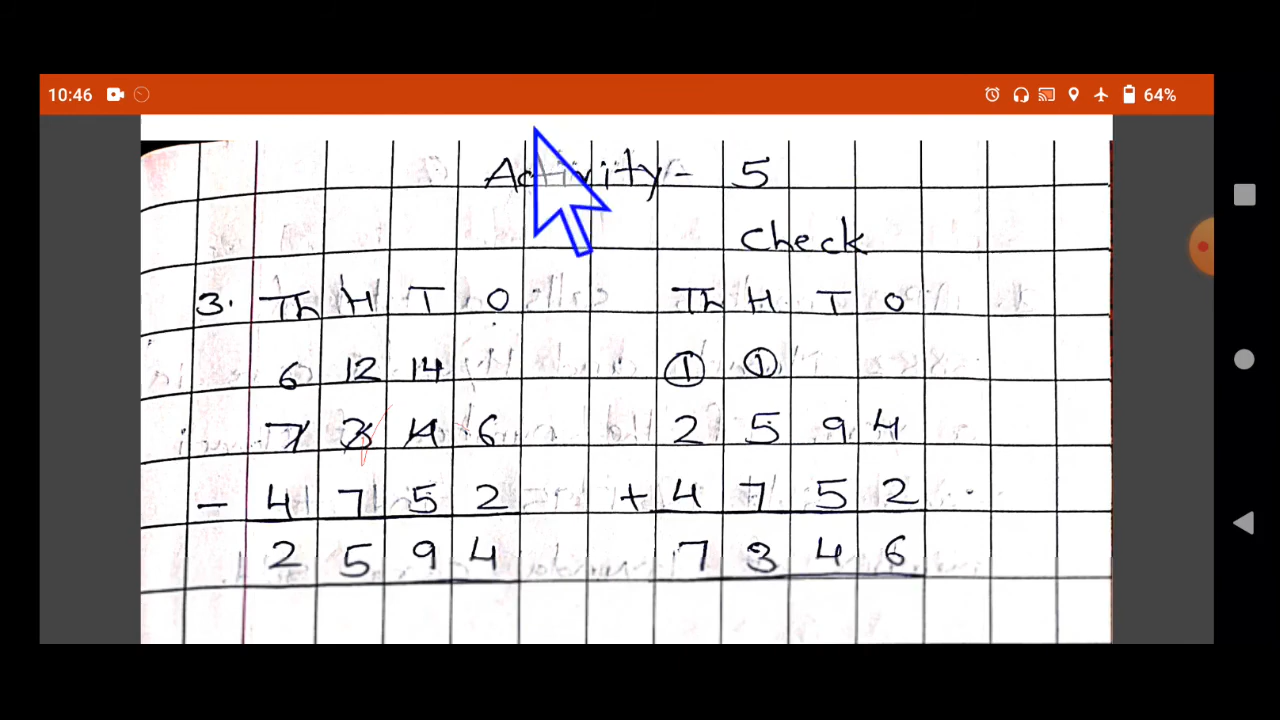 10:46 64%
Activity - 5
Check
3. Th H T O Th H T O
6 12 14 1 1
7 3 4 6 2 5 9 4
- 4 7 5 2 + 4 7 5 2
2 5 9 4 7 3 4 6